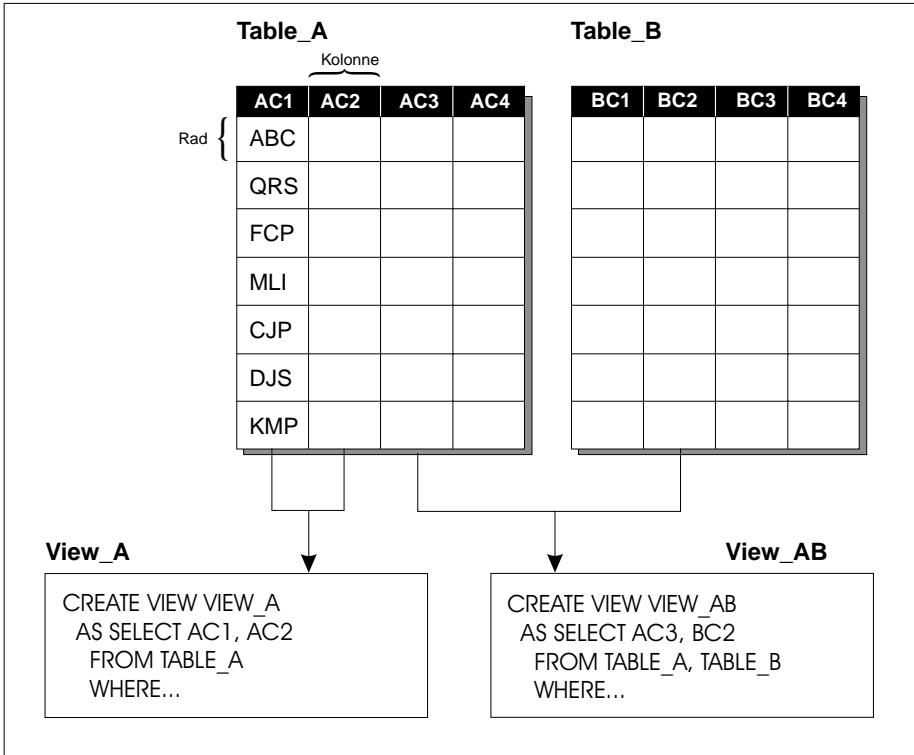 Table_A
Table_B
Kolonne
AC1 AC2 AC3 AC4
BC1 BC2 BC3 BC4
Rad
ABC
QRS
FCP
MLI
CJP
DJS
KMP
View_A
View_AB
CREATE VIEW VIEW_A
AS SELECT AC1, AC2
FROM TABLE_A
WHERE...
CREATE VIEW VIEW_AB
AS SELECT AC3, BC2
FROM TABLE_A, TABLE_B
WHERE...